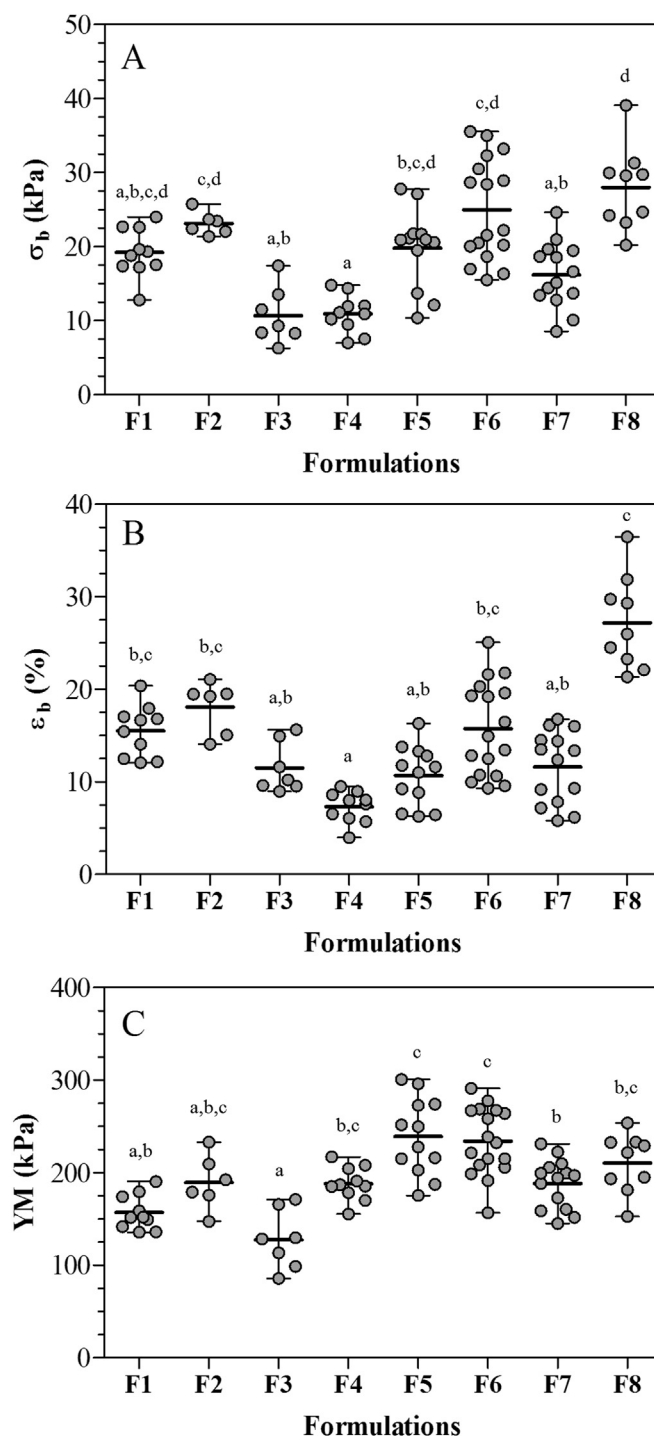 A
σb (kPa)
50
40
30
20
10
0
a,b,c,d
c,d
a,b
a
b,c,d
c,d
a,b
d
F1 F2 F3 F4 F5 F6 F7 F8
Formulations
B
εb (%)
40
30
20
10
0
b,c
b,c
a,b
a
a,b
b,c
a,b
c
F1 F2 F3 F4 F5 F6 F7 F8
Formulations
C
YM (kPa)
400
300
200
100
0
a,b
a,b,c
a
b,c
c
c
b
b,c
F1 F2 F3 F4 F5 F6 F7 F8
Formulations